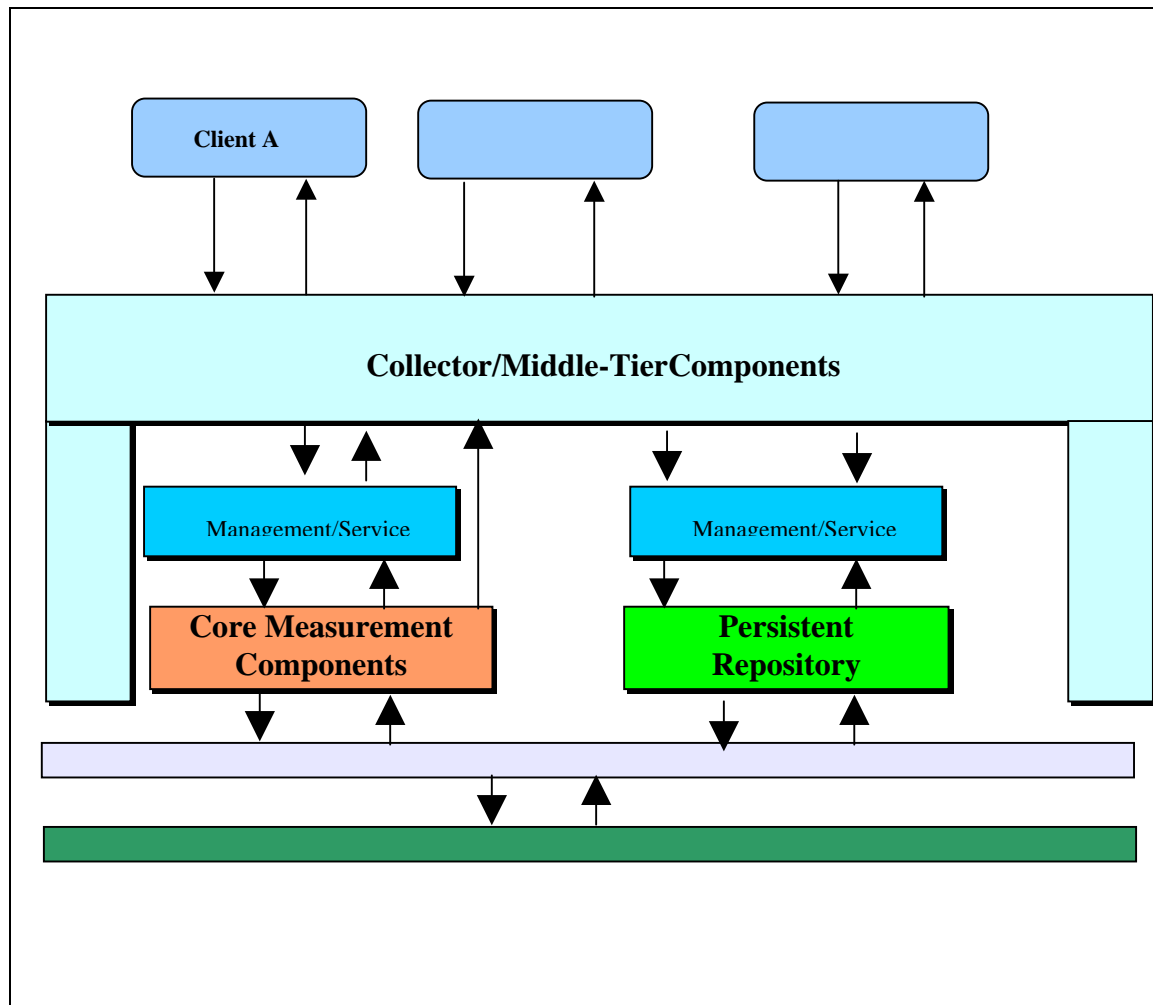 Client A
Collector/Middle-TierComponents
Management/Service
Management/Service
Core Measurement
Components
Persistent
Repository